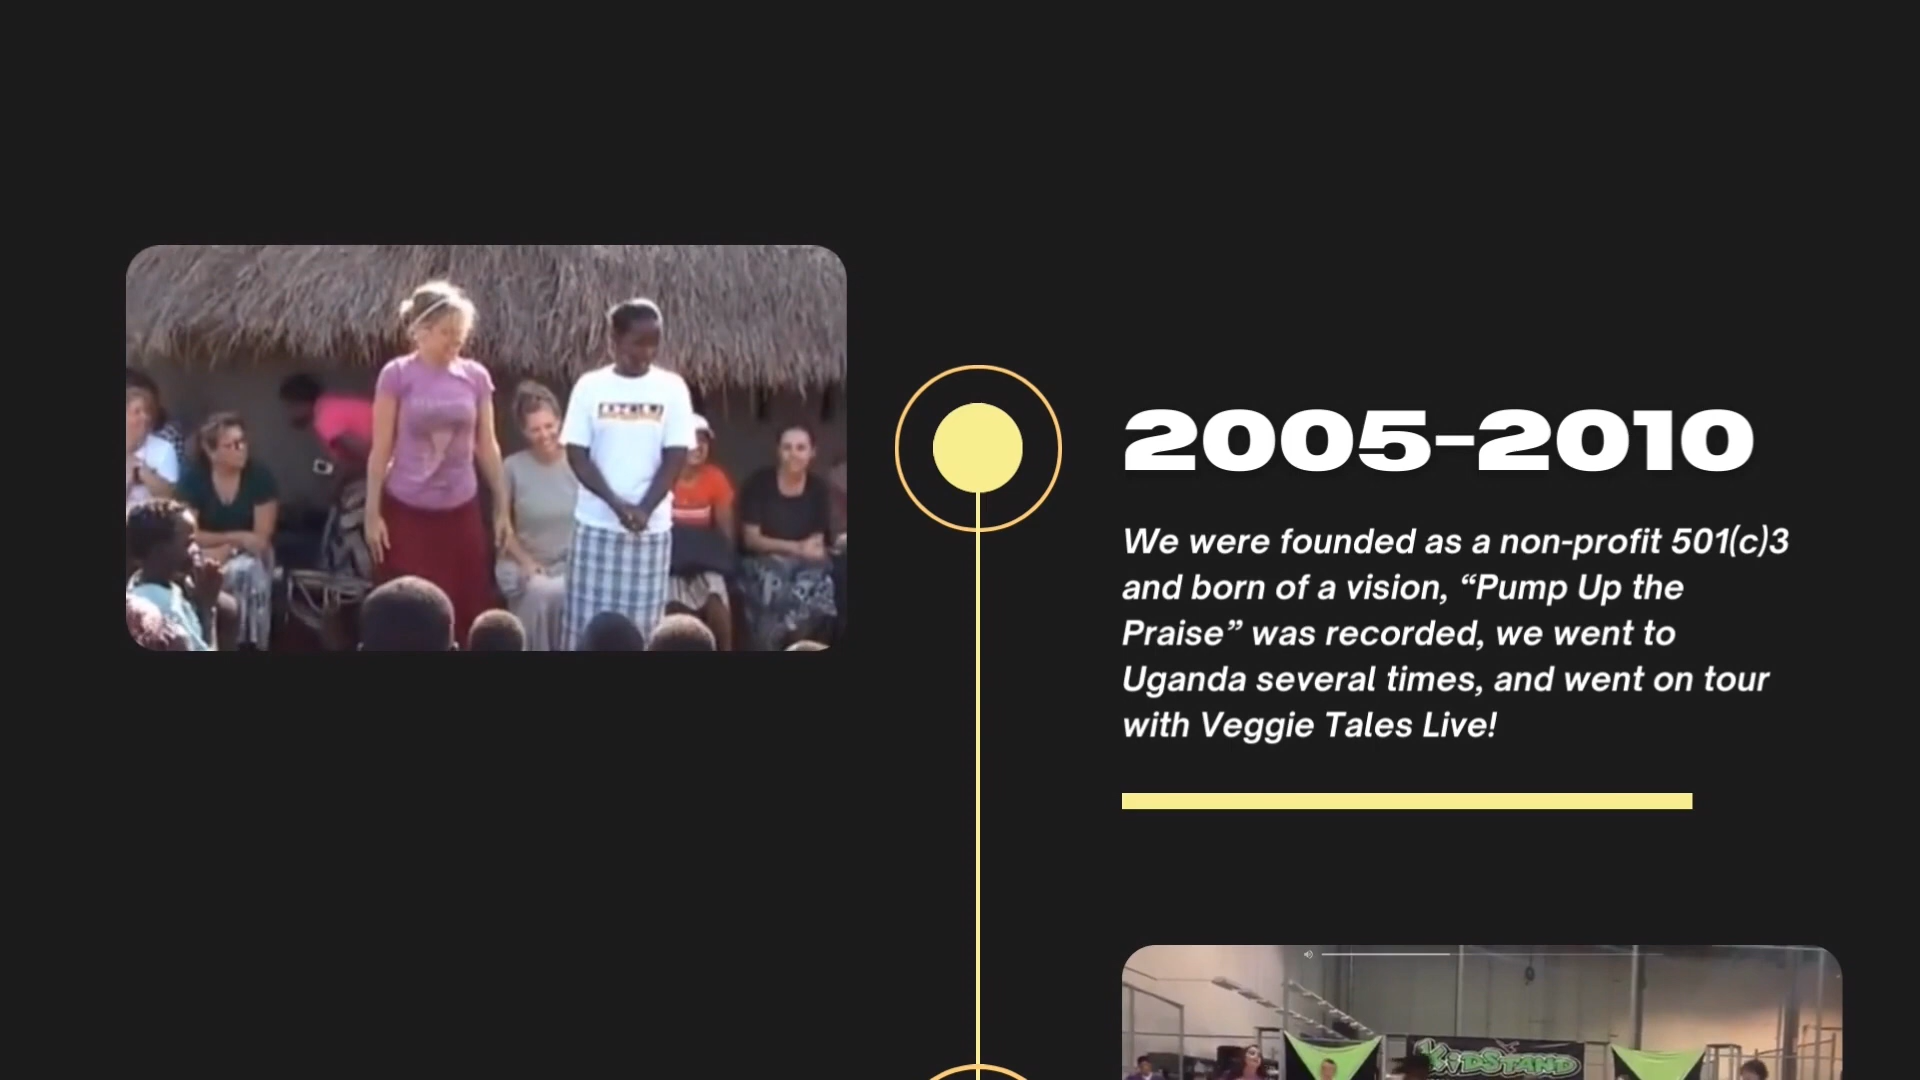 2005-2010
We were founded as a non-profit 501(c)3
and born of a vision, “Pump Up the
Praise” was recorded, we went to
Uganda several times, and went on tour
with Veggie Tales Live!
KIDSTAND